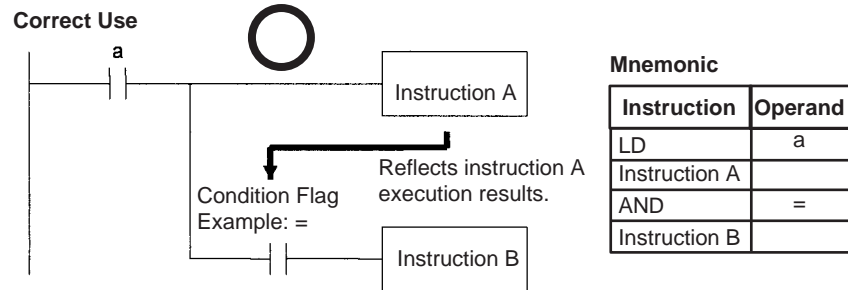 Correct Use
a
Instruction A
Reflects instruction A
execution results.
Condition Flag
Example: =
Instruction B
Mnemonic
Instruction Operand
LD a
Instruction A
AND =
Instruction B